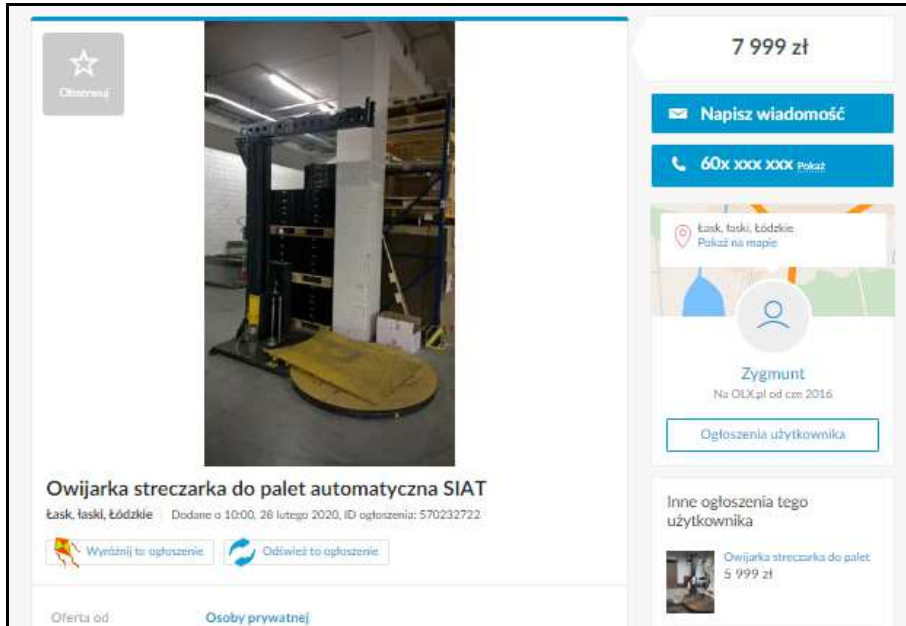 Obserwuj
7 999 zł
Napisz wiadomość
60x xxx xxx Pokaż
Łask, łaski, Łódzkie
Pokaż na mapie
Zygmunt
Na OLX.pl od cze 2016
Ogłoszenia użytkownika
Owijarka streczarka do palet automatyczna SIAT
Łask, łaski, Łódzkie Dodane o 10:00, 28 lutego 2020, ID ogłoszenia: 570232722
Wyróżnij to ogłoszenie Odśwież to ogłoszenie
Oferta od Osoby prywatnej
Inne ogłoszenia tego
użytkownika
Owijarka streczarka do palet
5 999 zł